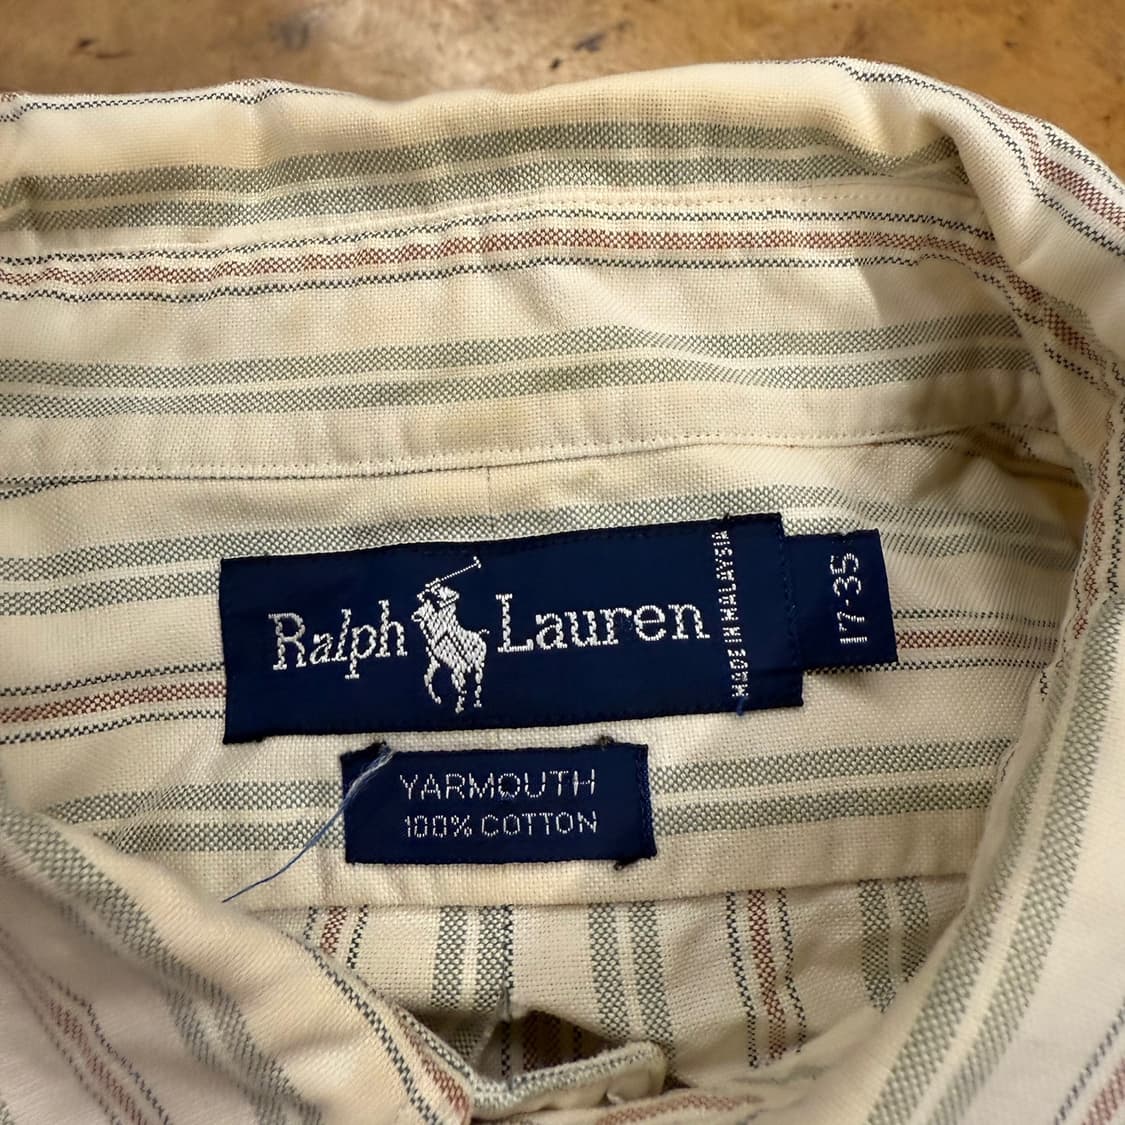 Ralph Lauren
MADE IN MALAYSIA
17-35
YARMOUTH
100% COTTON